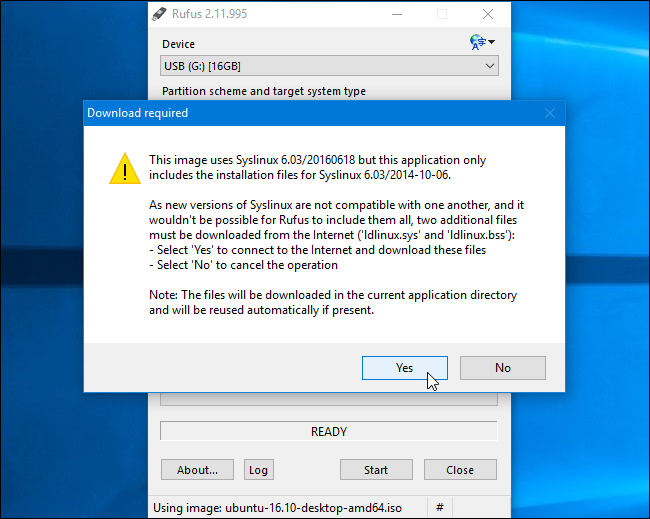 Rufus 2.11.995
Device
USB (G:) [16GB]
Partition scheme and target system type
Download required
This image uses Syslinux 6.03/20160618 but this application only
includes the installation files for Syslinux 6.03/2014-10-06.
As new versions of Syslinux are not compatible with one another, and it
wouldn't be possible for Rufus to include them all, two additional files
must be downloaded from the Internet ('ldlinux.sys' and 'ldlinux.bss'):
- Select 'Yes' to connect to the Internet and download these files
- Select 'No' to cancel the operation
Note: The files will be downloaded in the current application directory
and will be reused automatically if present.
Yes
No
READY
About...
Log
Start
Close
Using image: ubuntu-16.10-desktop-amd64.iso
#